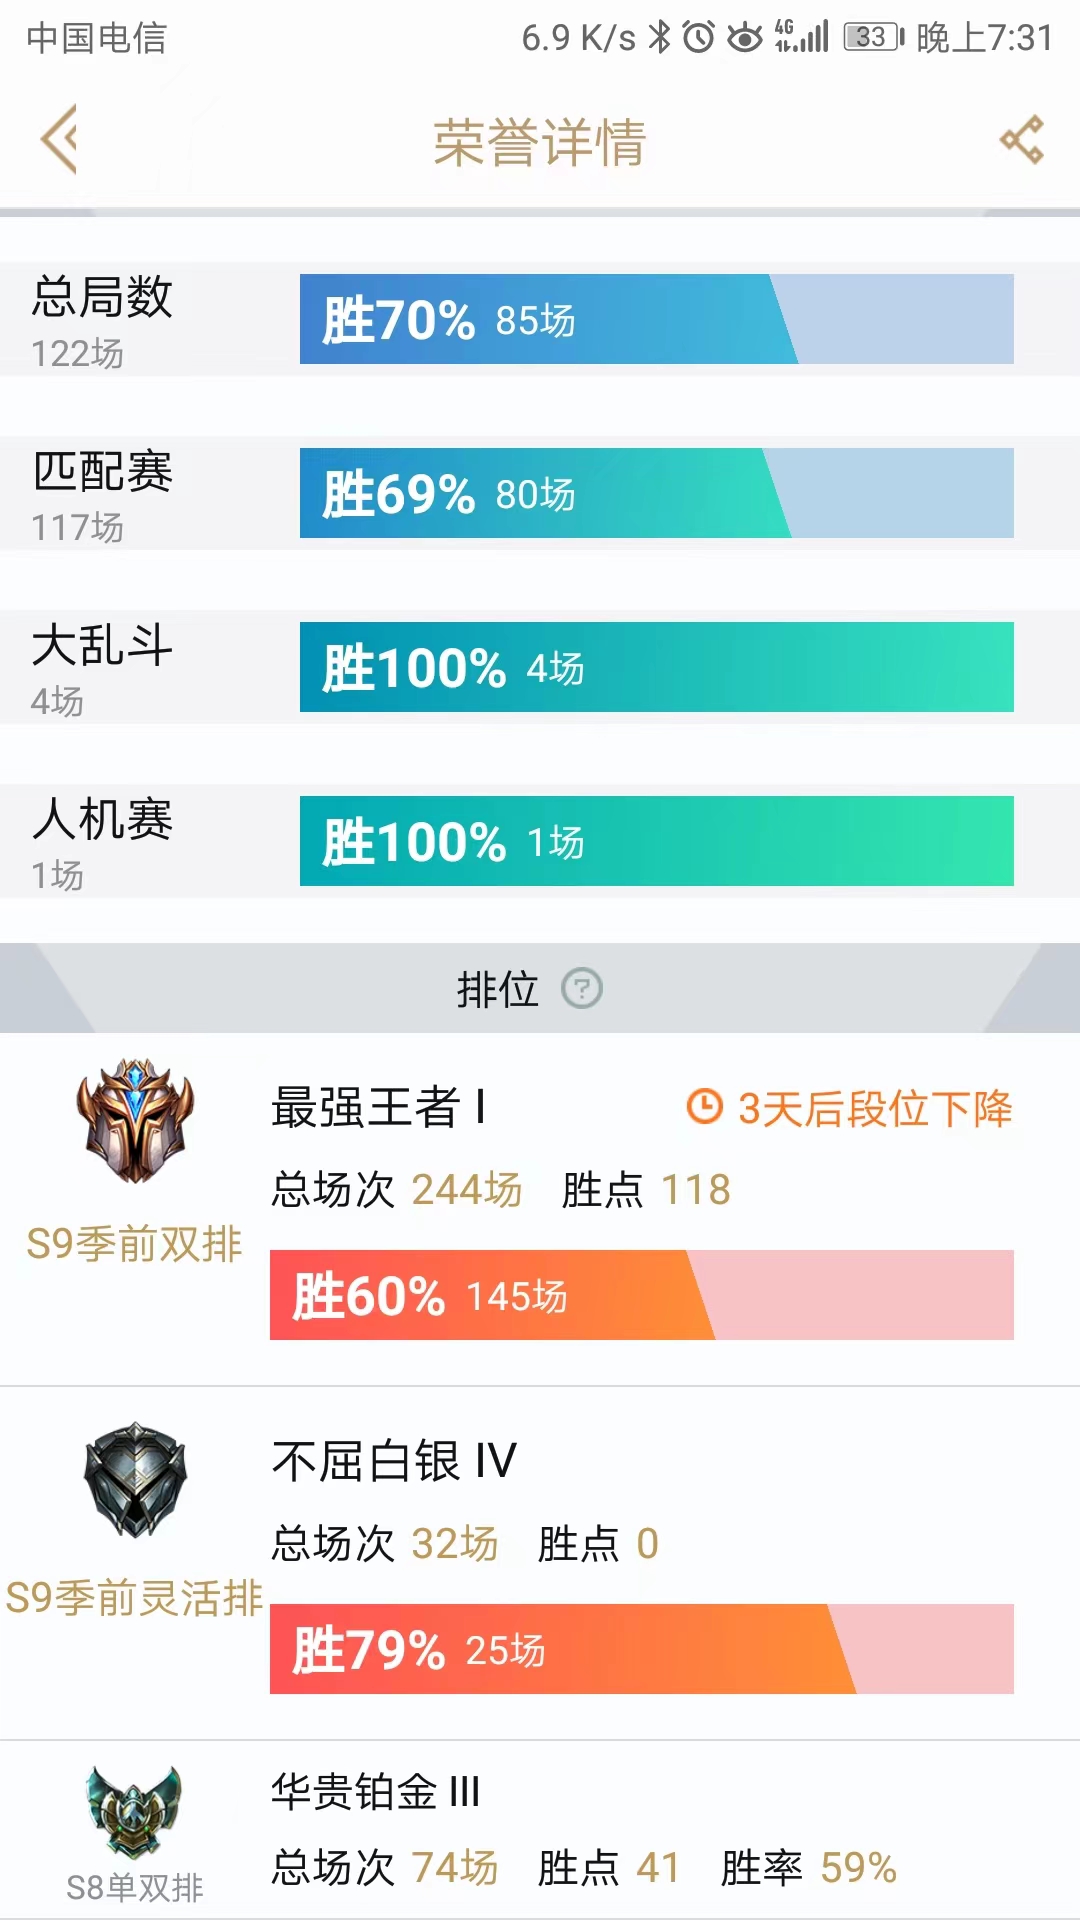 中国电信 6.9 K/s 4G 33 晚上7:31
荣誉详情
总局数
122场
胜70% 85场
匹配赛
117场
胜69% 80场
大乱斗
4场
胜100% 4场
人机赛
1场
胜100% 1场
排位 ?
最强王者 I 3天后段位下降
总场次 244场 胜点 118
S9季前双排
胜60% 145场
不屈白银 IV
总场次 32场 胜点 0
S9季前灵活排
胜79% 25场
华贵铂金 III
总场次 74场 胜点 41 胜率 59%
S8单双排